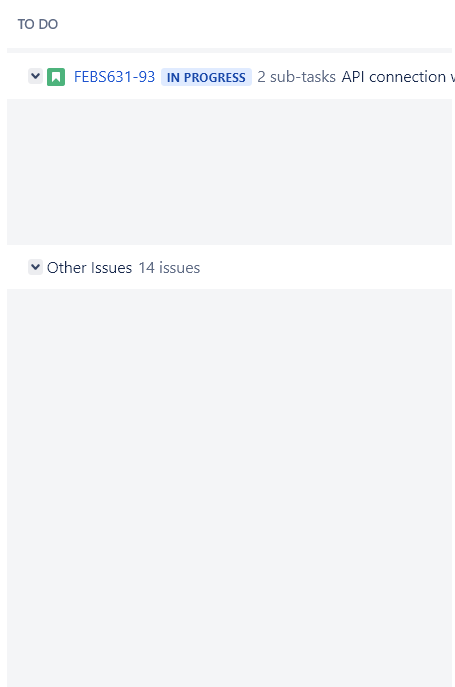 TO DO
FEBS631-93 IN PROGRESS 2 sub-tasks API connection
Other Issues 14 issues